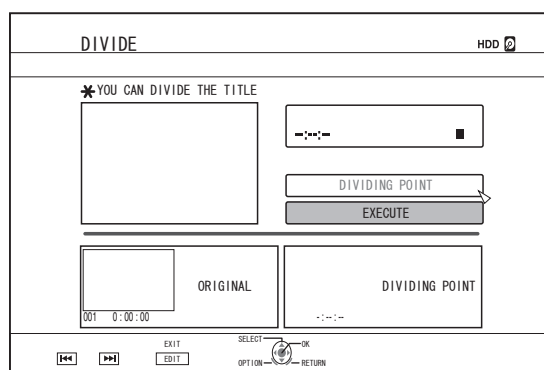 DIVIDE
HDD
YOU CAN DIVIDE THE TITLE
-:--:--
DIVIDING POINT
EXECUTE
ORIGINAL
001 0:00:00
DIVIDING POINT
-:--:--
EXIT
EDIT
SELECT
OK
OPTION
RETURN